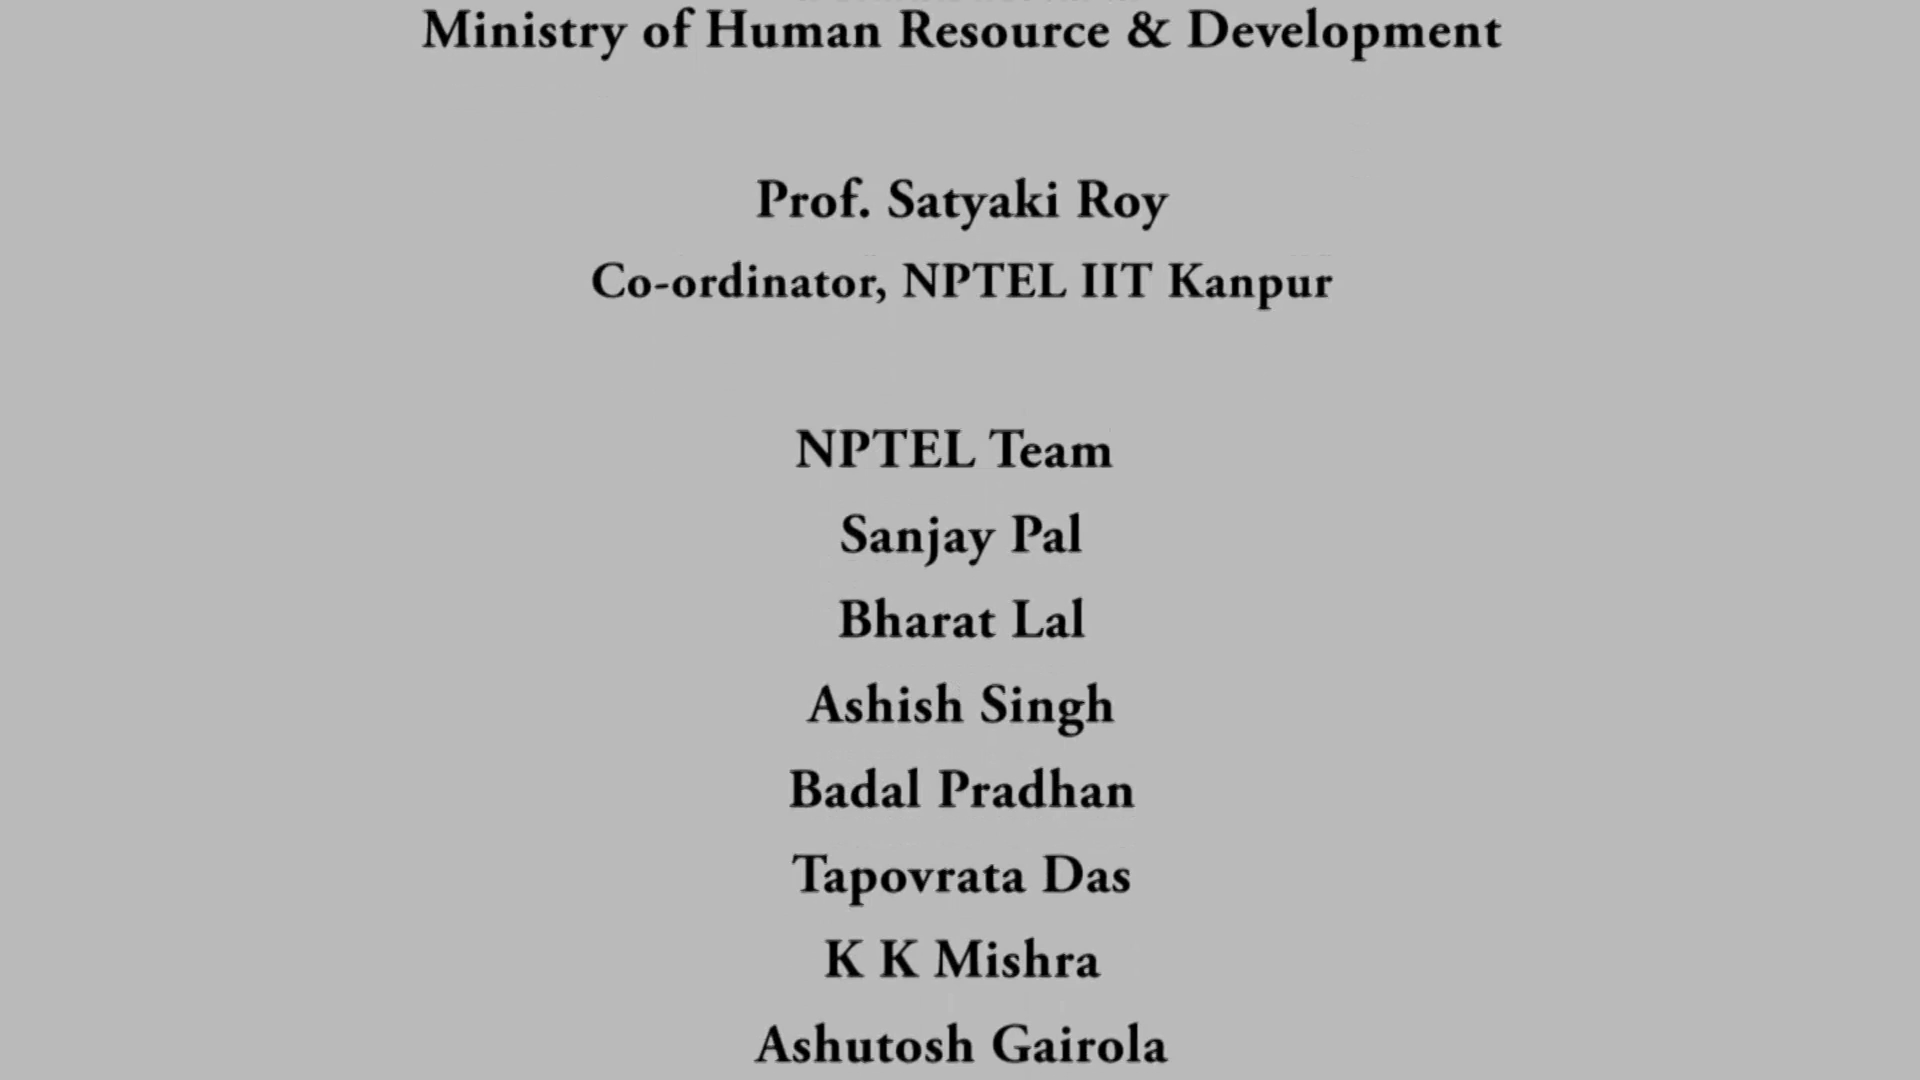 Ministry of Human Resource & Development
Prof. Satyaki Roy
Co-ordinator, NPTEL IIT Kanpur
NPTEL Team
Sanjay Pal
Bharat Lal
Ashish Singh
Badal Pradhan
Tapovrata Das
K K Mishra
Ashutosh Gairola